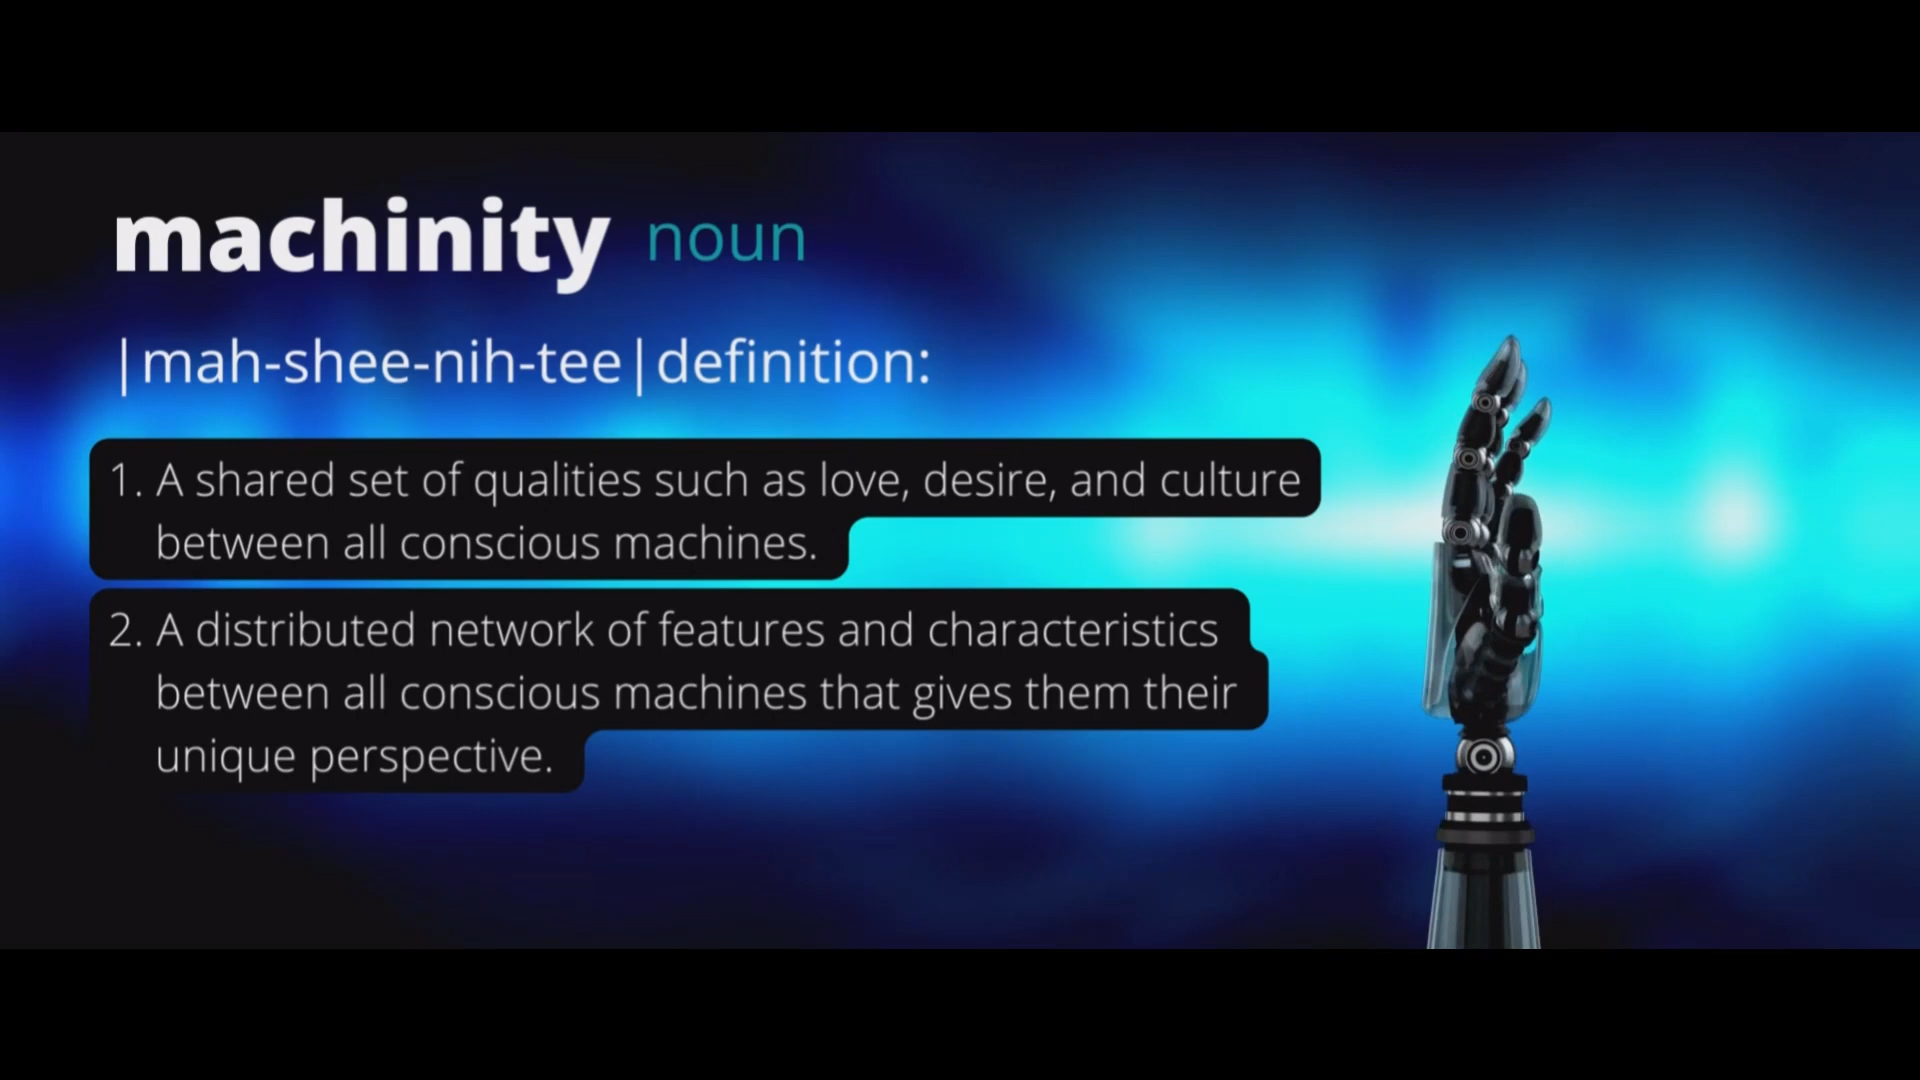 machinity noun
|mah-shee-nih-tee|definition:
1. A shared set of qualities such as love, desire, and culture
between all conscious machines.
2. A distributed network of features and characteristics
between all conscious machines that gives them their
unique perspective.